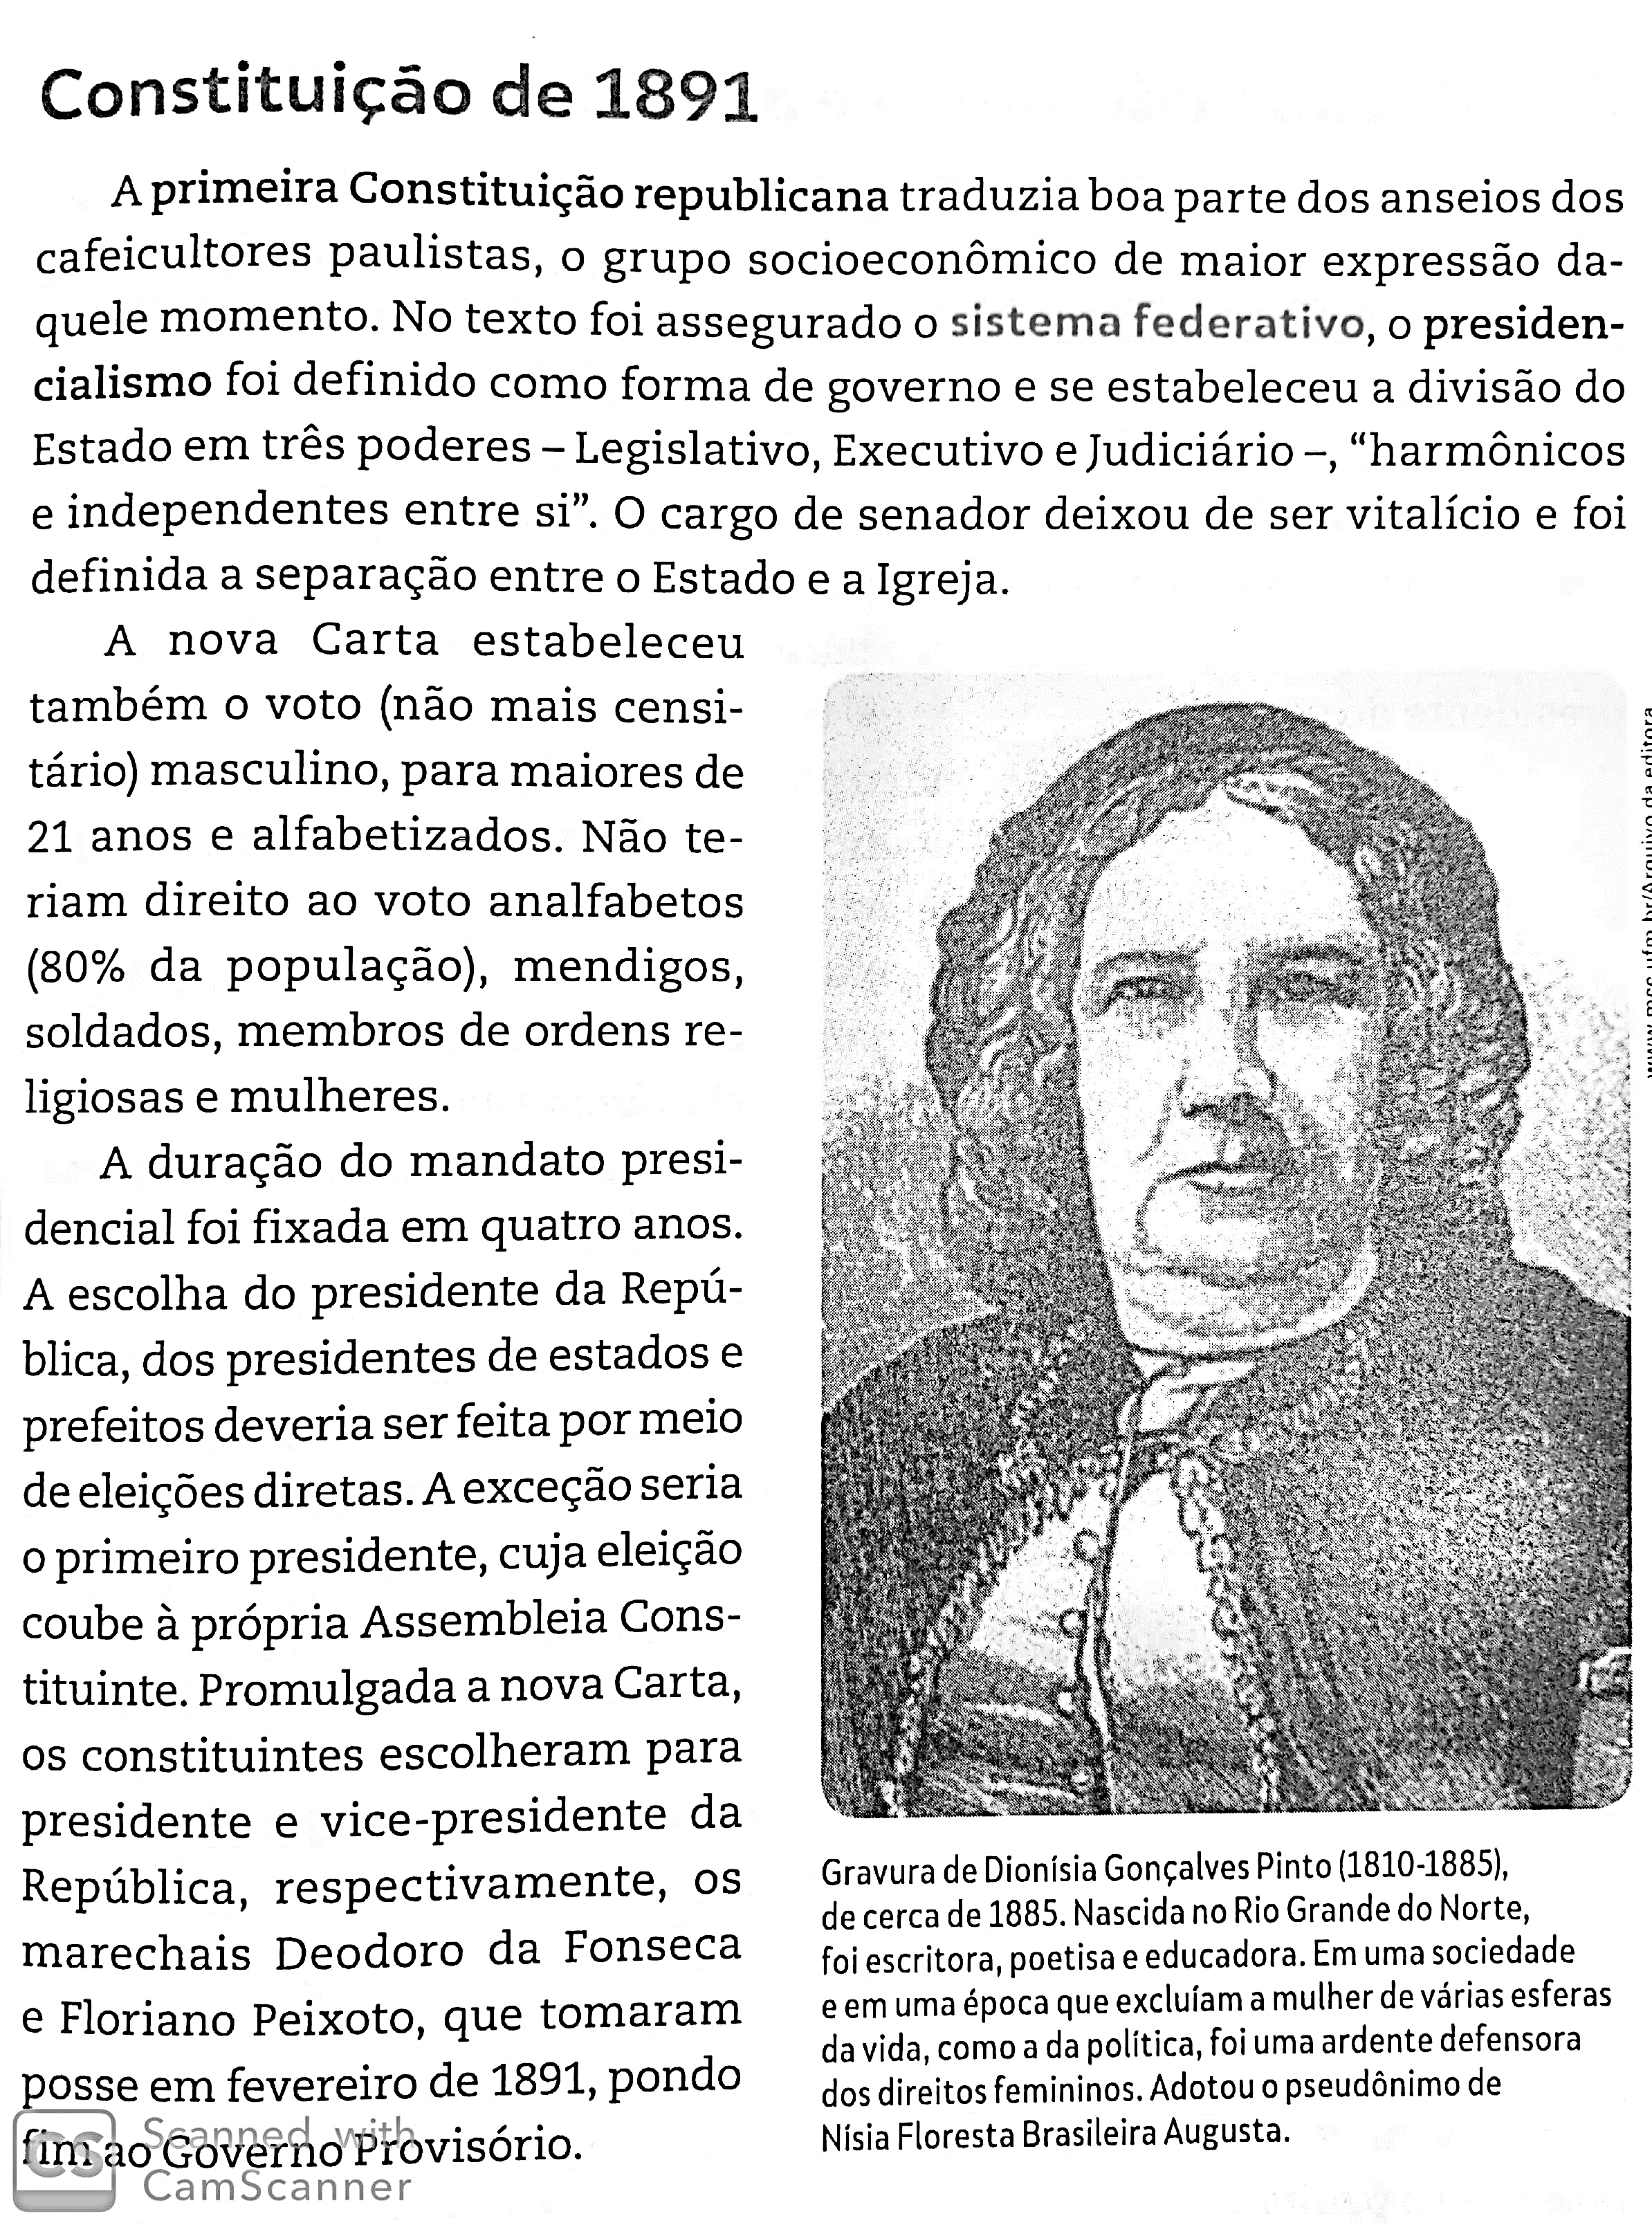 Constituição de 1891
A primeira Constituição republicana traduzia boa parte dos anseios dos
cafeicultores paulistas, o grupo socioeconômico de maior expressão da-
quele momento. No texto foi assegurado o sistema federativo, o presiden-
cialismo foi definido como forma de governo e se estabeleceu a divisão do
Estado em três poderes – Legislativo, Executivo e Judiciário –, “harmônicos
e independentes entre si”. O cargo de senador deixou de ser vitalício e foi
definida a separação entre o Estado e a Igreja.
A nova Carta estabeleceu
também o voto (não mais censi-
tário) masculino, para maiores de
21 anos e alfabetizados. Não te-
riam direito ao voto analfabetos
(80% da população), mendigos,
soldados, membros de ordens re-
ligiosas e mulheres.
A duração do mandato presi-
dencial foi fixada em quatro anos.
A escolha do presidente da Repú-
blica, dos presidentes de estados e
prefeitos deveria ser feita por meio
de eleições diretas. A exceção seria
o primeiro presidente, cuja eleição
coube à própria Assembleia Cons-
tituinte. Promulgada a nova Carta,
os constituintes escolheram para
presidente e vice-presidente da
República, respectivamente, os
marechais Deodoro da Fonseca
e Floriano Peixoto, que tomaram
posse em fevereiro de 1891, pondo
fim ao Governo Provisório.
Gravura de Dionísia Gonçalves Pinto (1810-1885),
de cerca de 1885. Nascida no Rio Grande do Norte,
foi escritora, poetisa e educadora. Em uma sociedade
e em uma época que excluíam a mulher de várias esferas
da vida, como a da política, foi uma ardente defensora
dos direitos femininos. Adotou o pseudônimo de
Nísia Floresta Brasileira Augusta.
da editora
CS
Scanned with
CamScanner